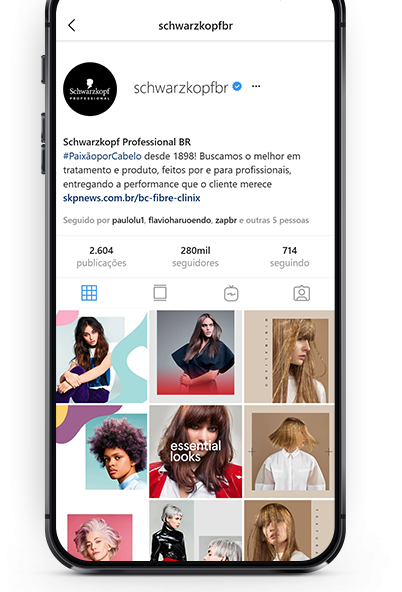 schwarzkopfbr
Schwarzkopf
PROFESSIONAL
schwarzkopfbr
Schwarzkopf Professional BR
#PaixãoporCabelo desde 1898! Buscamos o melhor em
tratamento e produto, feitos por e para profissionais,
entregando a performance que o cliente merece
skpnews.com.br/bc-fibre-clinix
Seguido por paulolu1, flavioharuoendo, zapbr e outras 5 pessoas
2.604 280mil 714
publicações seguidores seguindo
essential
looks